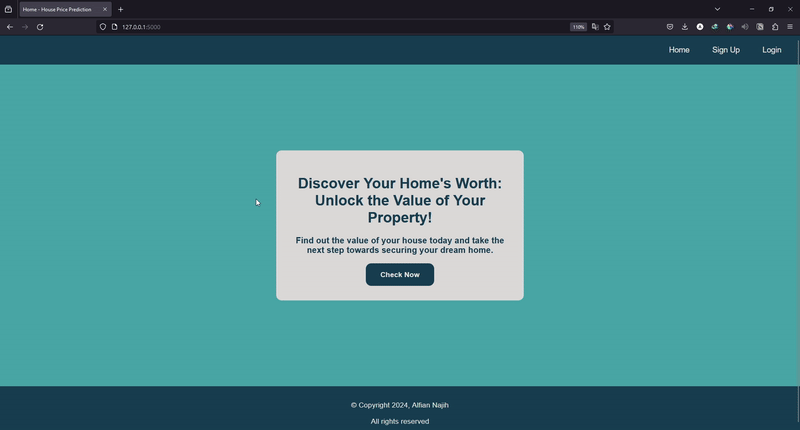 Home - House Price Prediction
127.0.0.1:5000
110%
Home Sign Up Login
Discover Your Home's Worth:
Unlock the Value of Your
Property!
Find out the value of your house today and take the
next step towards securing your dream home.
Check Now
© Copyright 2024, Alfian Najih
All rights reserved